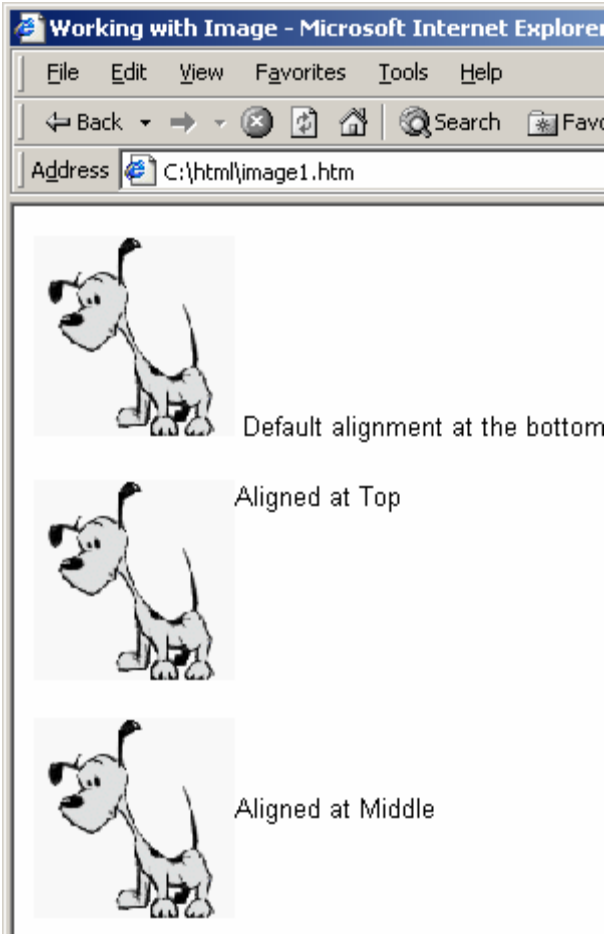 Working with Image - Microsoft Internet Explorer
File Edit View Favorites Tools Help
Back Search Favo
Address C:\html\image1.htm
Default alignment at the bottom
Aligned at Top
Aligned at Middle